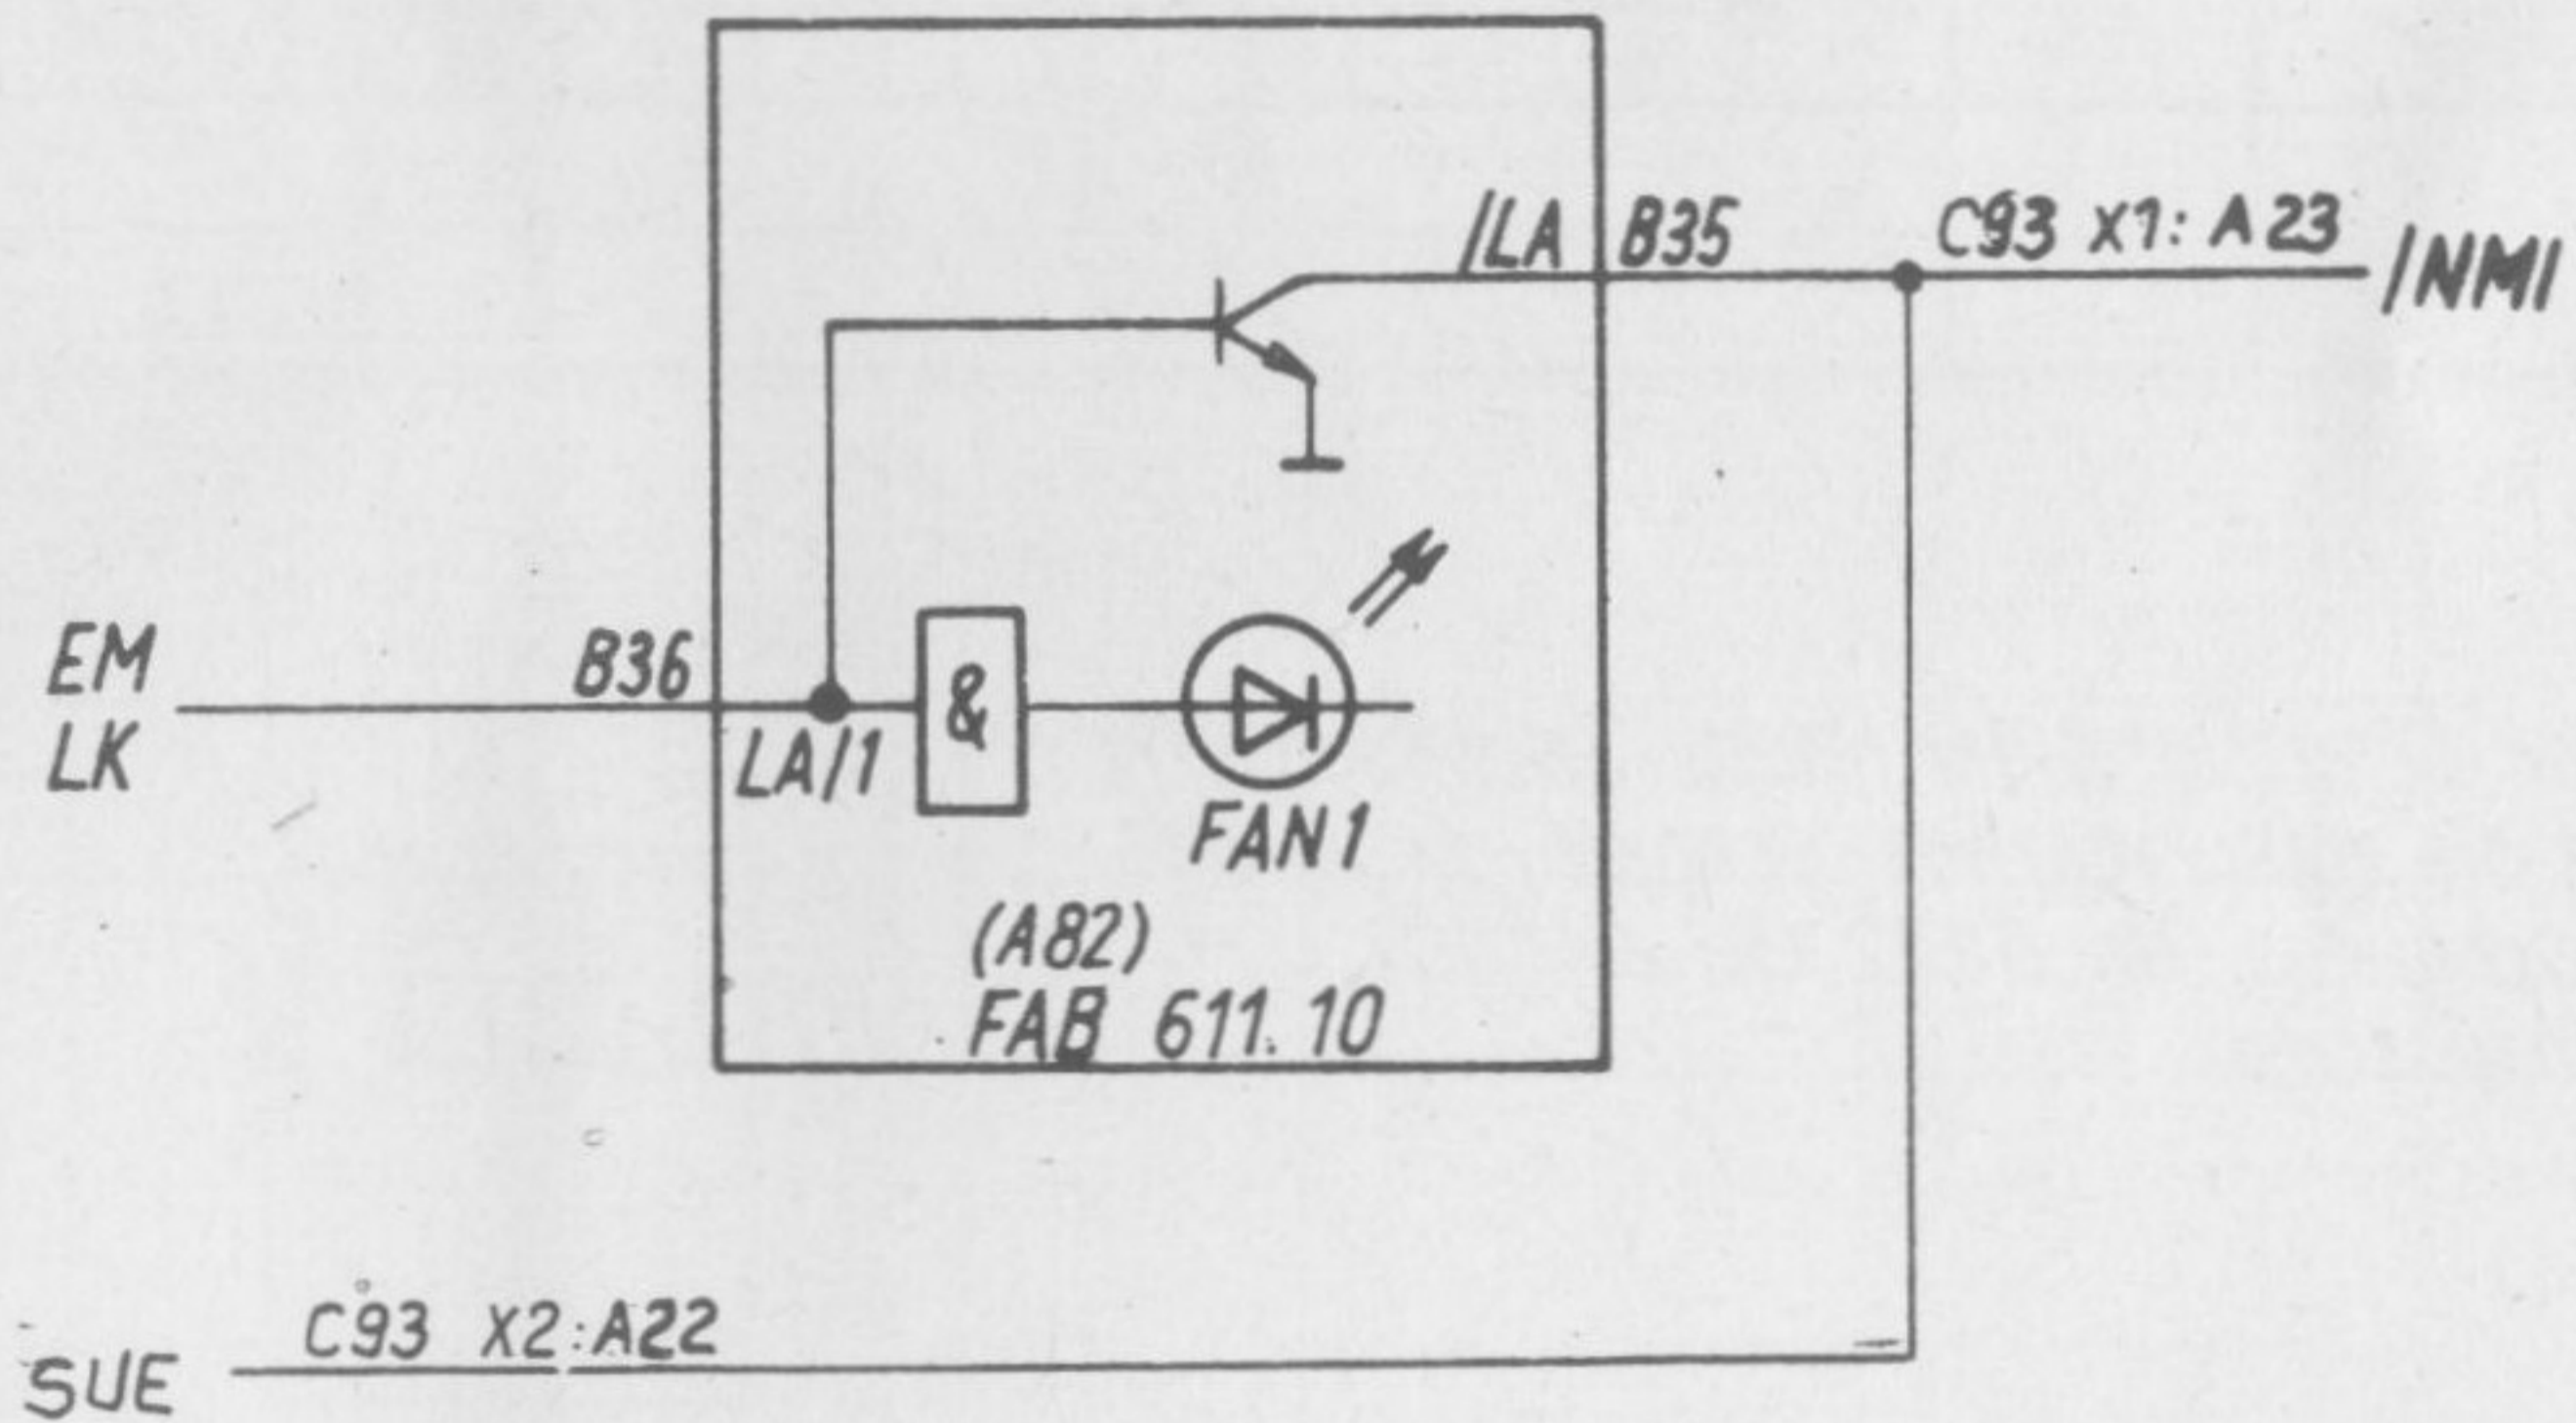 /LA B35 C93 X1: A23 /NMI
EM
LK
B36
LA/1
&
FAN1
(A82)
FAB 611.10
C93 X2:A22
SUE